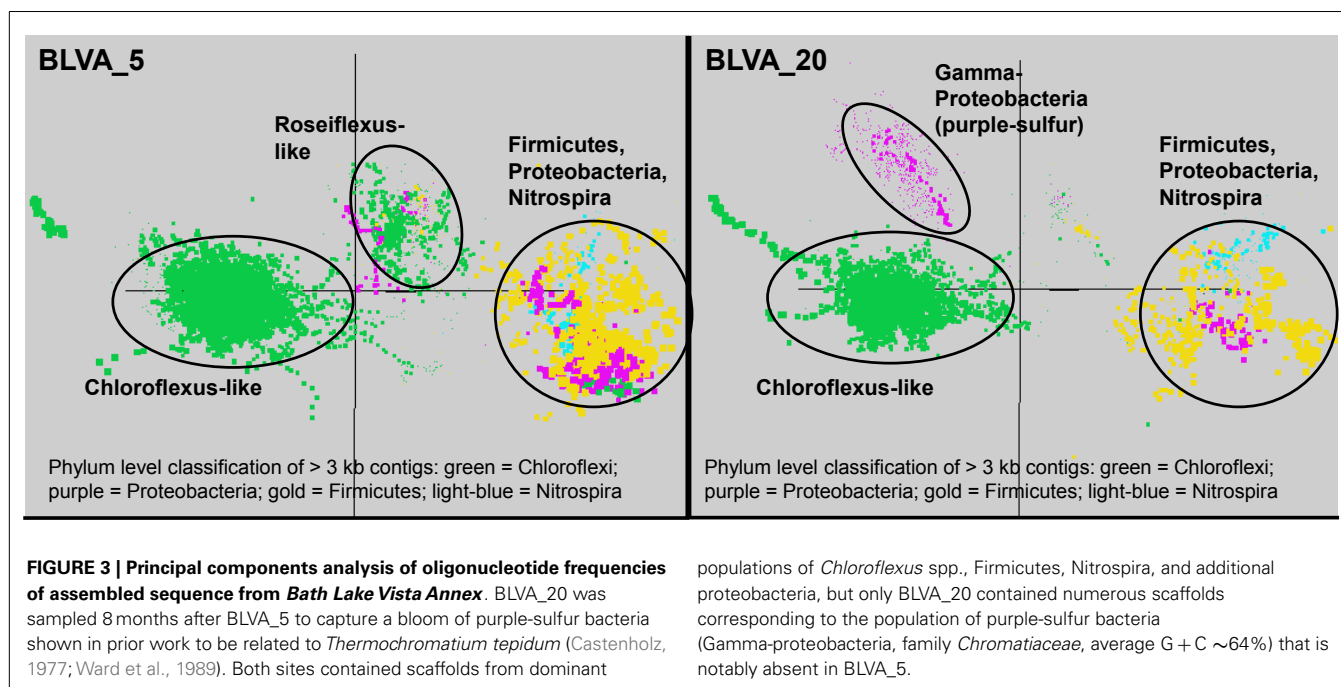 BLVA_5
Roseiflexus-
like
Firmicutes,
Proteobacteria,
Nitrospira
Chloroflexus-like
Phylum level classification of > 3 kb contigs: green = Chloroflexi;
purple = Proteobacteria; gold = Firmicutes; light-blue = Nitrospira
BLVA_20
Gamma-
Proteobacteria
(purple-sulfur)
Firmicutes,
Proteobacteria,
Nitrospira
Chloroflexus-like
Phylum level classification of > 3 kb contigs: green = Chloroflexi;
purple = Proteobacteria; gold = Firmicutes; light-blue = Nitrospira
FIGURE 3 | Principal components analysis of oligonucleotide frequencies
of assembled sequence from Bath Lake Vista Annex. BLVA_20 was
sampled 8 months after BLVA_5 to capture a bloom of purple-sulfur bacteria
shown in prior work to be related to Thermochromatium tepidum (Castenholz,
1977; Ward et al., 1989). Both sites contained scaffolds from dominant
populations of Chloroflexus spp., Firmicutes, Nitrospira, and additional
proteobacteria, but only BLVA_20 contained numerous scaffolds
corresponding to the population of purple-sulfur bacteria
(Gamma-proteobacteria, family Chromatiaceae, average G + C ∼64%) that is
notably absent in BLVA_5.